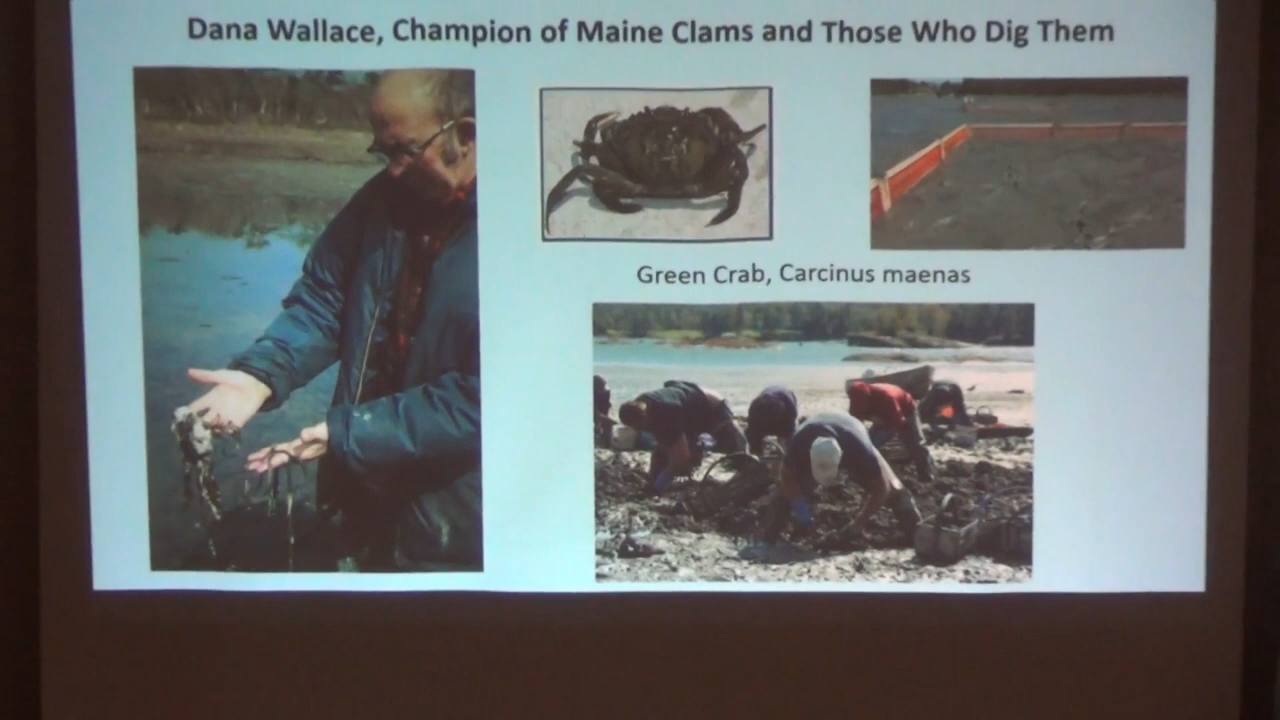 Dana Wallace, Champion of Maine Clams and Those Who Dig Them
Green Crab, Carcinus maenas